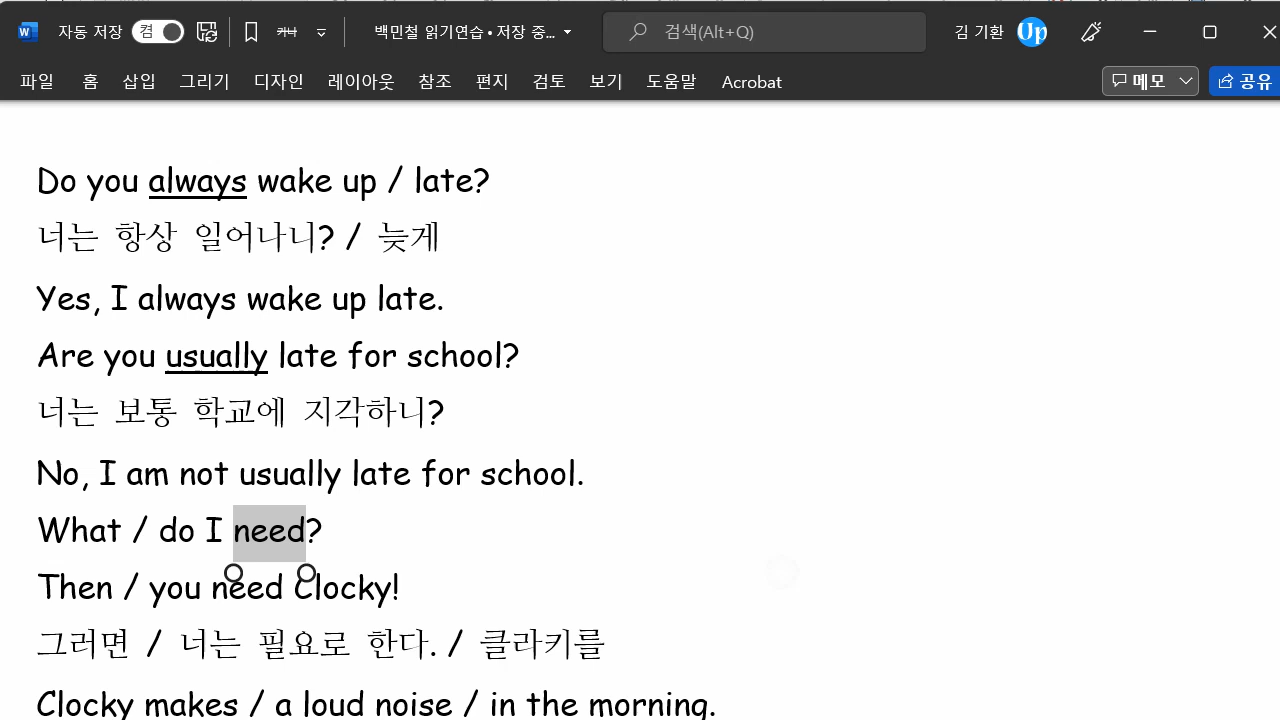 자동 저장 켬 가나 백민철 읽기연습 • 저장 중... 검색(Alt+Q) 김 기환 Up
파일 홈 삽입 그리기 디자인 레이아웃 참조 편지 검토 보기 도움말 Acrobat 메모 공유
Do you always wake up / late?
너는 항상 일어나니? / 늦게
Yes, I always wake up late.
Are you usually late for school?
너는 보통 학교에 지각하니?
No, I am not usually late for school.
What / do I need?
Then / you need Clocky!
그러면 / 너는 필요로 한다. / 클라키를
Clocky makes / a loud noise / in the morning.